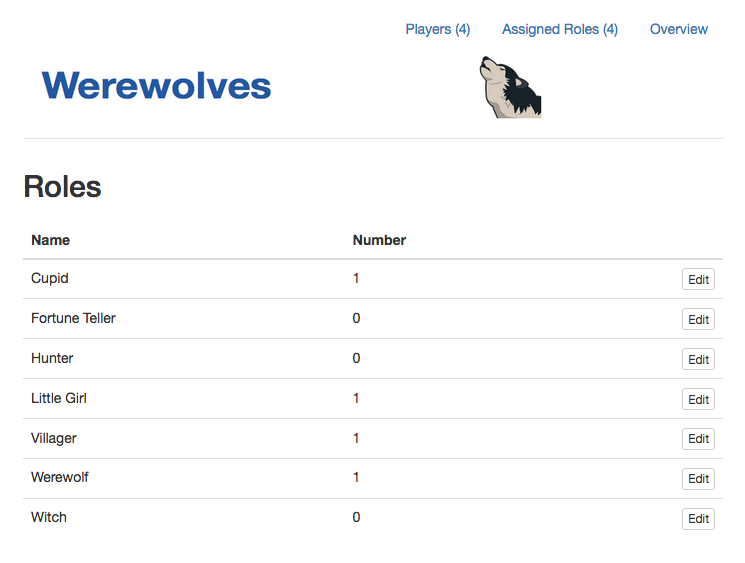 Players (4) Assigned Roles (4) Overview
Werewolves
Roles
Name Number
Cupid 1 Edit
Fortune Teller 0 Edit
Hunter 0 Edit
Little Girl 1 Edit
Villager 1 Edit
Werewolf 1 Edit
Witch 0 Edit